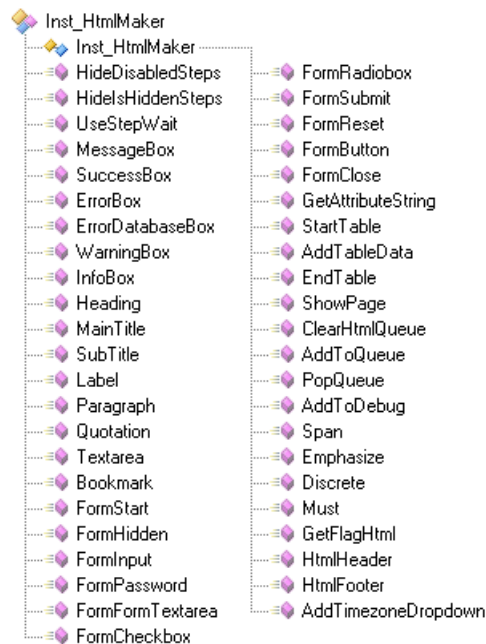 Inst_HtmlMaker
Inst_HtmlMaker
HideDisabledSteps
HideIsHiddenSteps
UseStepWait
MessageBox
SuccessBox
ErrorBox
ErrorDatabaseBox
WarningBox
InfoBox
Heading
MainTitle
SubTitle
Label
Paragraph
Quotation
Textarea
Bookmark
FormStart
FormHidden
FormInput
FormPassword
FormFormTextarea
FormCheckbox
FormRadiobox
FormSubmit
FormReset
FormButton
FormClose
GetAttributeString
StartTable
AddTableData
EndTable
ShowPage
ClearHtmlQueue
AddToQueue
PopQueue
AddToDebug
Span
Emphasize
Discrete
Must
GetFlagHtml
HtmlHeader
HtmlFooter
AddTimezoneDropdown